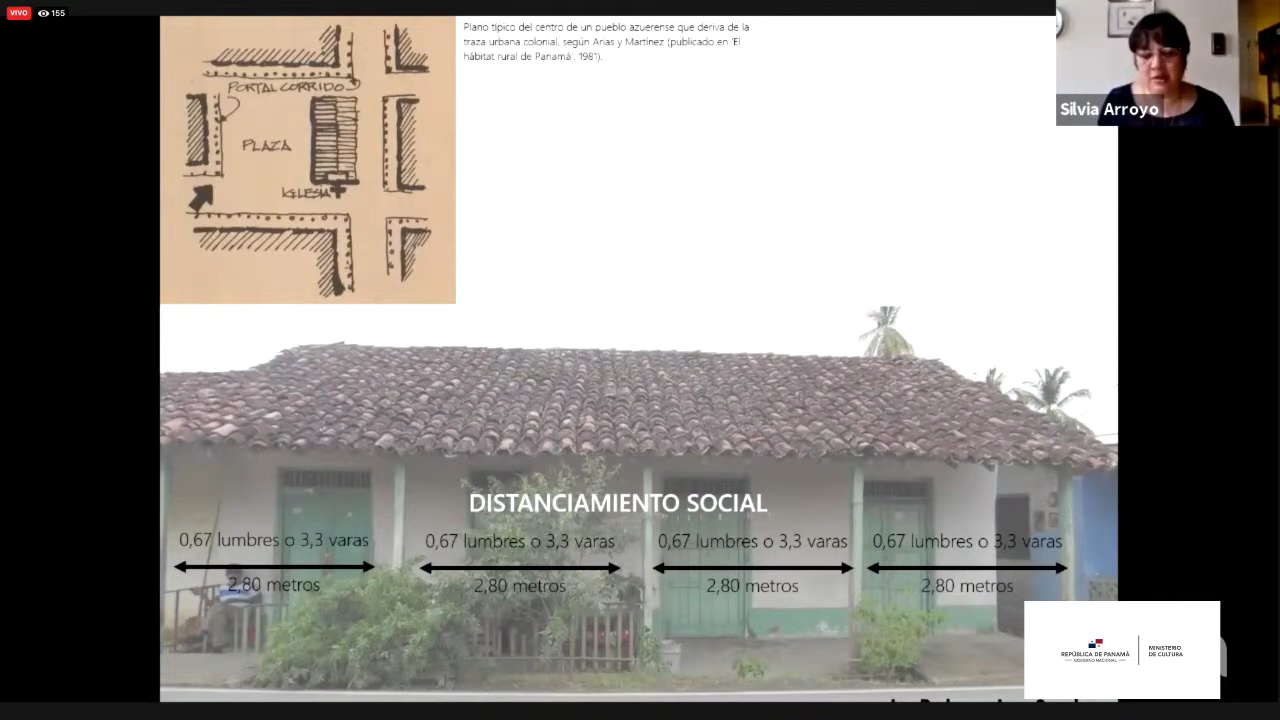 VIVO 155
Plano típico del centro de un pueblo azuerense que deriva de la
traza urbana colonial, según Arias y Martínez (publicado en 'El
hábitat rural de Panamá', 1981).
PORTAL CORRIDO
PLAZA
IGLESIA
Silvia Arroyo
DISTANCIAMIENTO SOCIAL
0,67 lumbres o 3,3 varas
2,80 metros
0,67 lumbres o 3,3 varas
2,80 metros
0,67 lumbres o 3,3 varas
2,80 metros
0,67 lumbres o 3,3 varas
2,80 metros
REPÚBLICA DE PANAMÁ
GOBIERNO NACIONAL
MINISTERIO
DE CULTURA